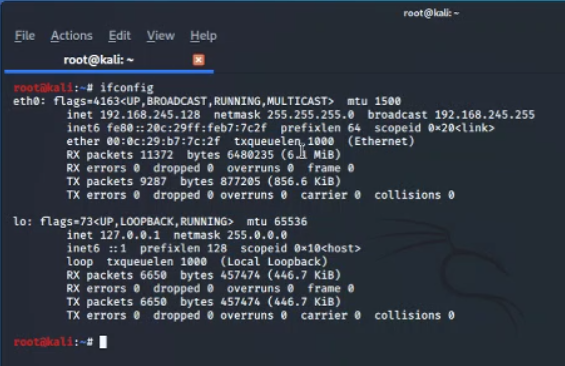 root@kali: ~
File Actions Edit View Help
root@kali: ~
root@kali:~# ifconfig
eth0: flags=4163<UP,BROADCAST,RUNNING,MULTICAST> mtu 1500
inet 192.168.245.128 netmask 255.255.255.0 broadcast 192.168.245.255
inet6 fe80::20c:29ff:feb7:7c2f prefixlen 64 scopeid 0×20<link>
ether 00:0c:29:b7:7c:2f txqueuelen 1000 (Ethernet)
RX packets 11372 bytes 6480235 (6.1 MiB)
RX errors 0 dropped 0 overruns 0 frame 0
TX packets 9287 bytes 877205 (856.6 KiB)
TX errors 0 dropped 0 overruns 0 carrier 0 collisions 0
lo: flags=73<UP,LOOPBACK,RUNNING> mtu 65536
inet 127.0.0.1 netmask 255.0.0.0
inet6 ::1 prefixlen 128 scopeid 0×10<host>
loop txqueuelen 1000 (Local Loopback)
RX packets 6650 bytes 457474 (446.7 KiB)
RX errors 0 dropped 0 overruns 0 frame 0
TX packets 6650 bytes 457474 (446.7 KiB)
TX errors 0 dropped 0 overruns 0 carrier 0 collisions 0
root@kali:~#